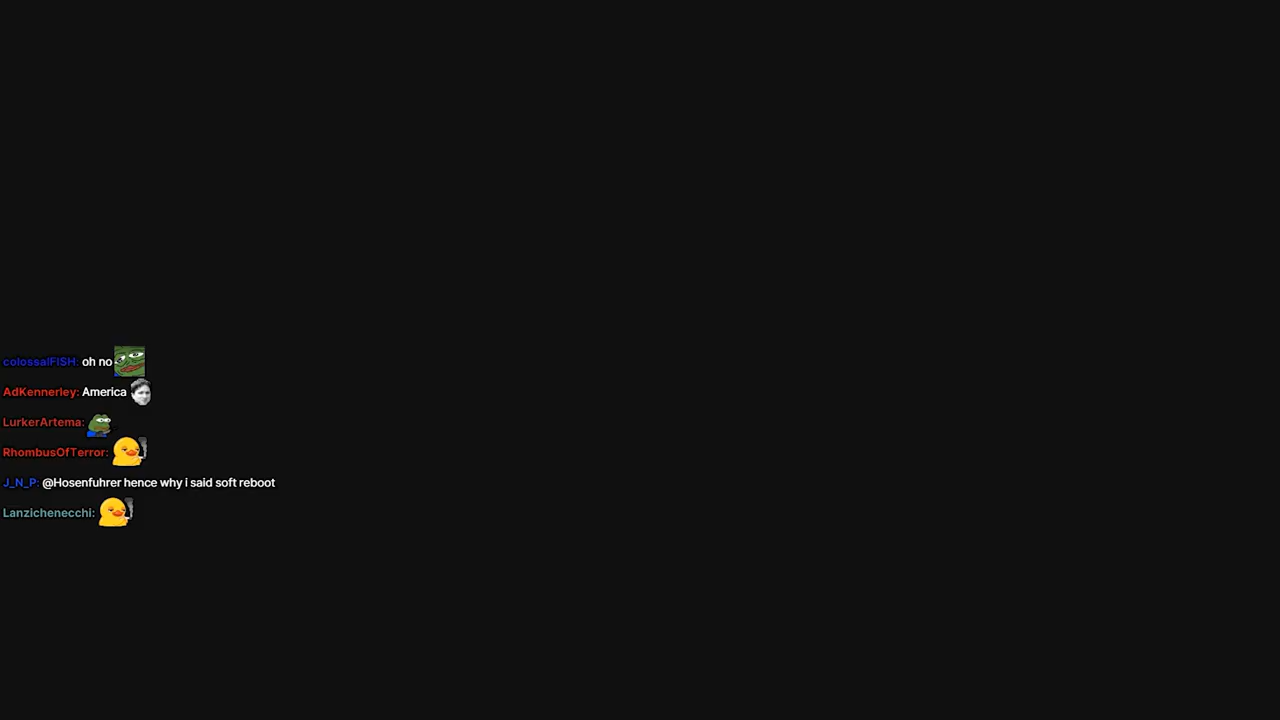 colossalFISH: oh no
AdKennerley: America
LurkerArtema:
RhombusOfTerror:
J_N_P: @Hosenfuhrer hence why i said soft reboot
Lanzichenecchi: